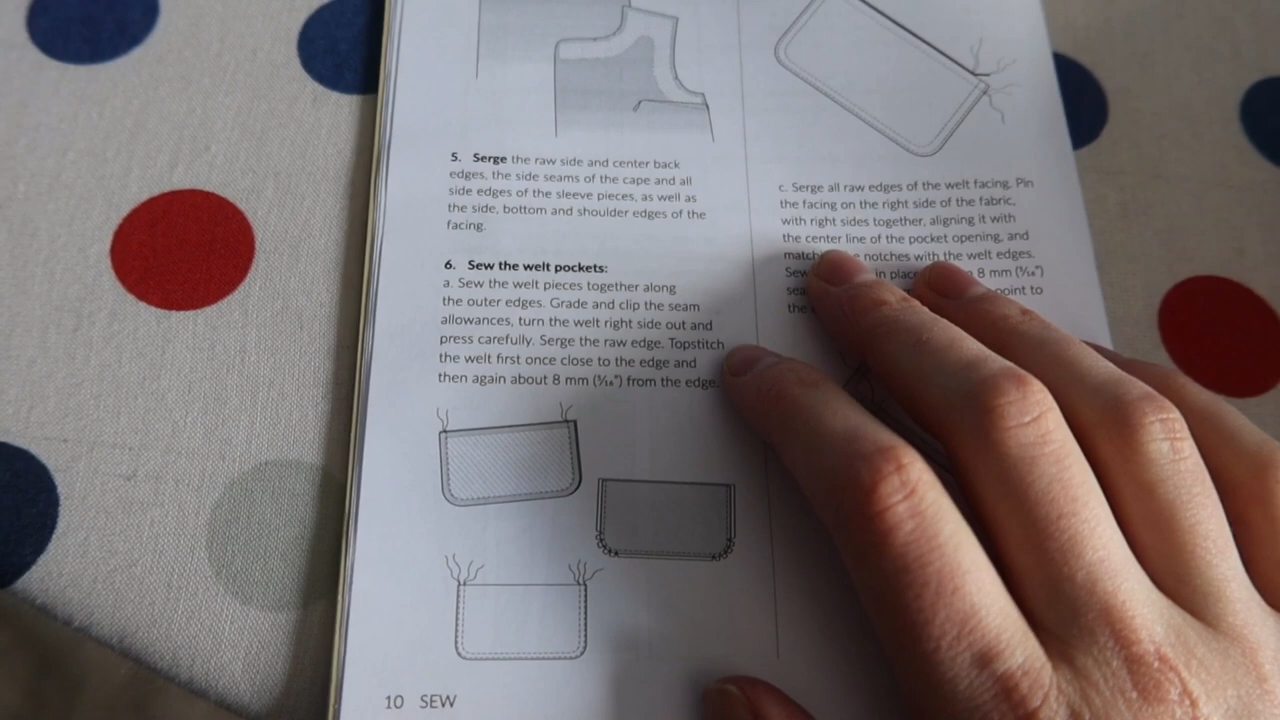 5. Serge the raw side and center back
edges, the side seams of the cape and all
side edges of the sleeve pieces, as well as
the side, bottom and shoulder edges of the
facing.
6. Sew the welt pockets:
a. Sew the welt pieces together along
the outer edges. Grade and clip the seam
allowances, turn the welt right side out and
press carefully. Serge the raw edge. Topstitch
the welt first once close to the edge and
then again about 8 mm (⁵⁄₁₆") from the edge.
c. Serge all raw edges of the welt facing. Pin
the facing on the right side of the fabric,
with right sides together, aligning it with
the center line of the pocket opening, and
notches with the welt edges.
Sew in 8 mm (⁵⁄₁₆")
to
the
10 SEW